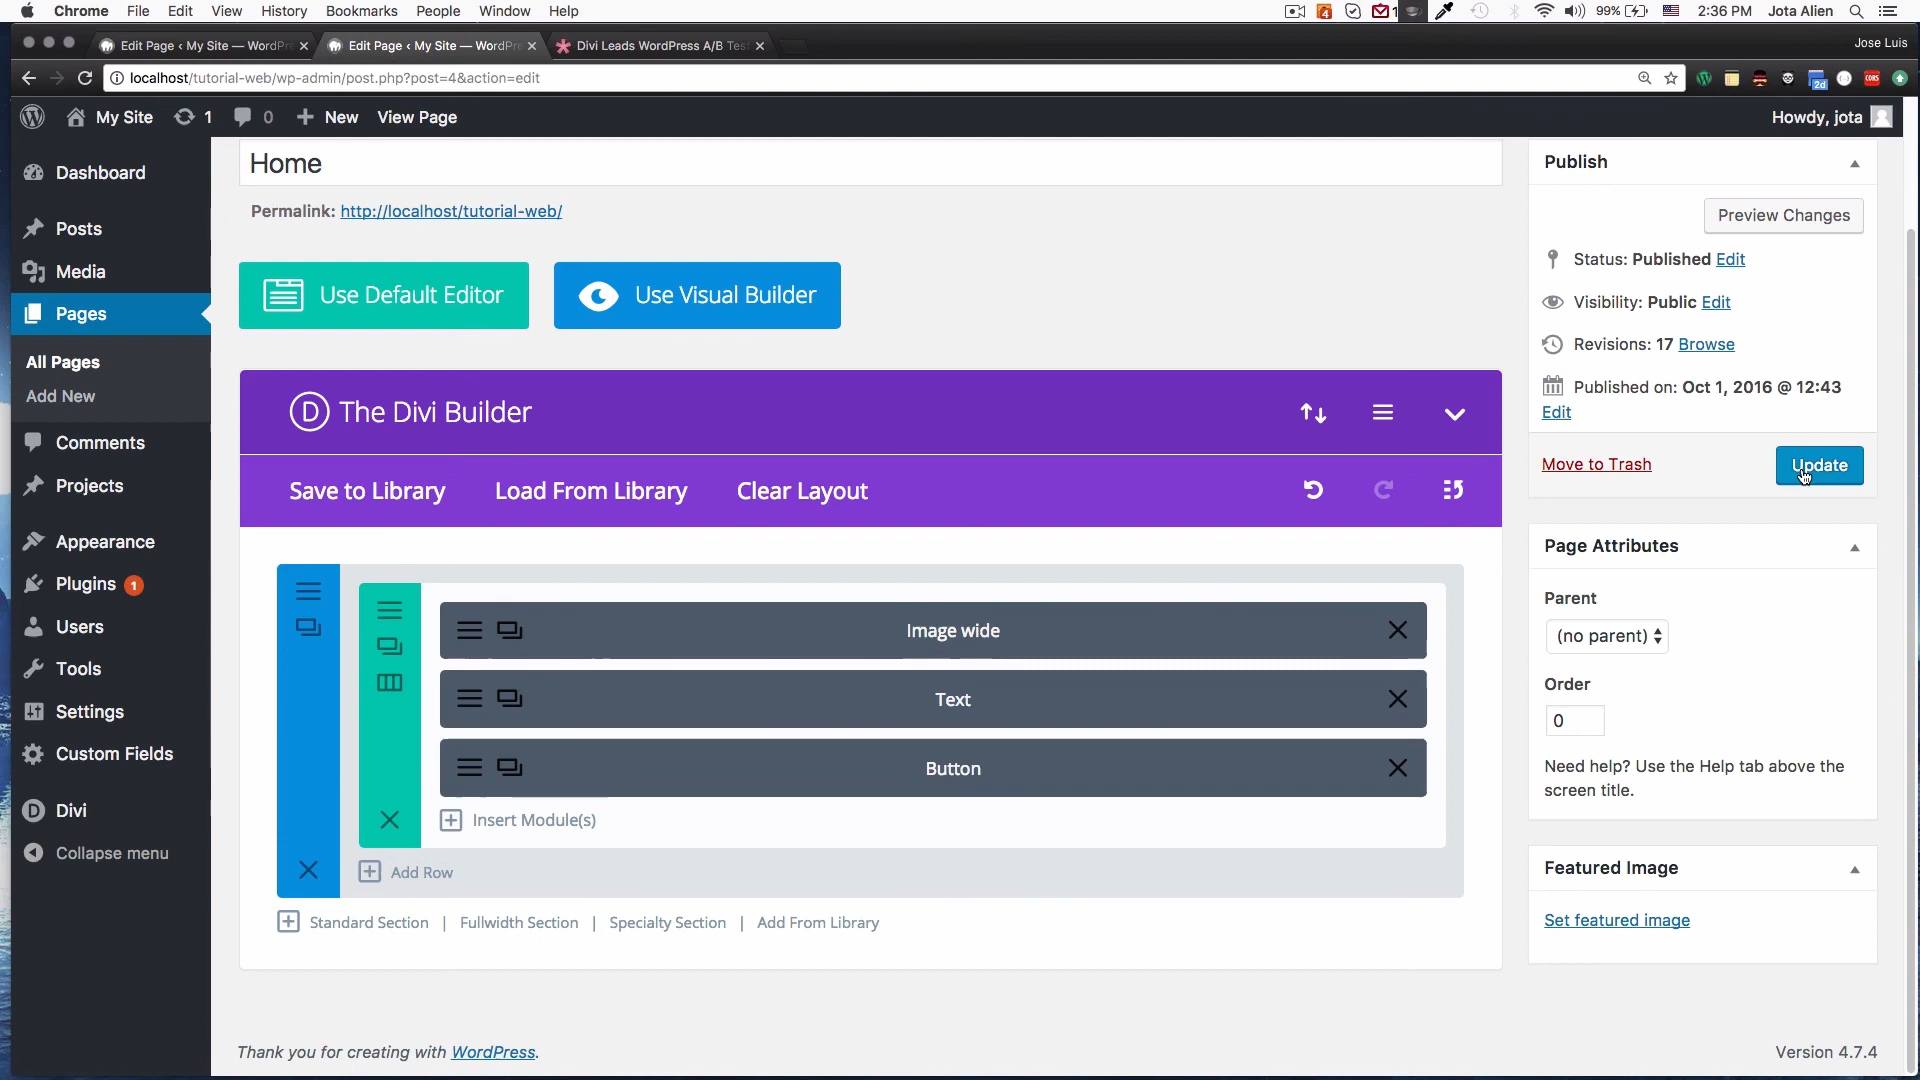 Chrome File Edit View History Bookmarks People Window Help
4 1 99% 2:36 PM Jota Alien
Edit Page ‹ My Site — WordPre Edit Page ‹ My Site — WordPre Divi Leads WordPress A/B Test Jose Luis
localhost/tutorial-web/wp-admin/post.php?post=4&action=edit
2d
CORS
My Site 1 0 New View Page Howdy, jota
Dashboard
Posts
Media
Pages
All Pages
Add New
Comments
Projects
Appearance
Plugins 1
Users
Tools
Settings
Custom Fields
Divi
Collapse menu
Home
Permalink: http://localhost/tutorial-web/
Use Default Editor
Use Visual Builder
D The Divi Builder
Save to Library Load From Library Clear Layout
Image wide
Text
Button
Insert Module(s)
Add Row
Standard Section | Fullwidth Section | Specialty Section | Add From Library
Thank you for creating with WordPress.
Publish
Preview Changes
Status: Published Edit
Visibility: Public Edit
Revisions: 17 Browse
Published on: Oct 1, 2016 @ 12:43
Edit
Move to Trash
Update
Page Attributes
Parent
(no parent)
Order
0
Need help? Use the Help tab above the
screen title.
Featured Image
Set featured image
Version 4.7.4